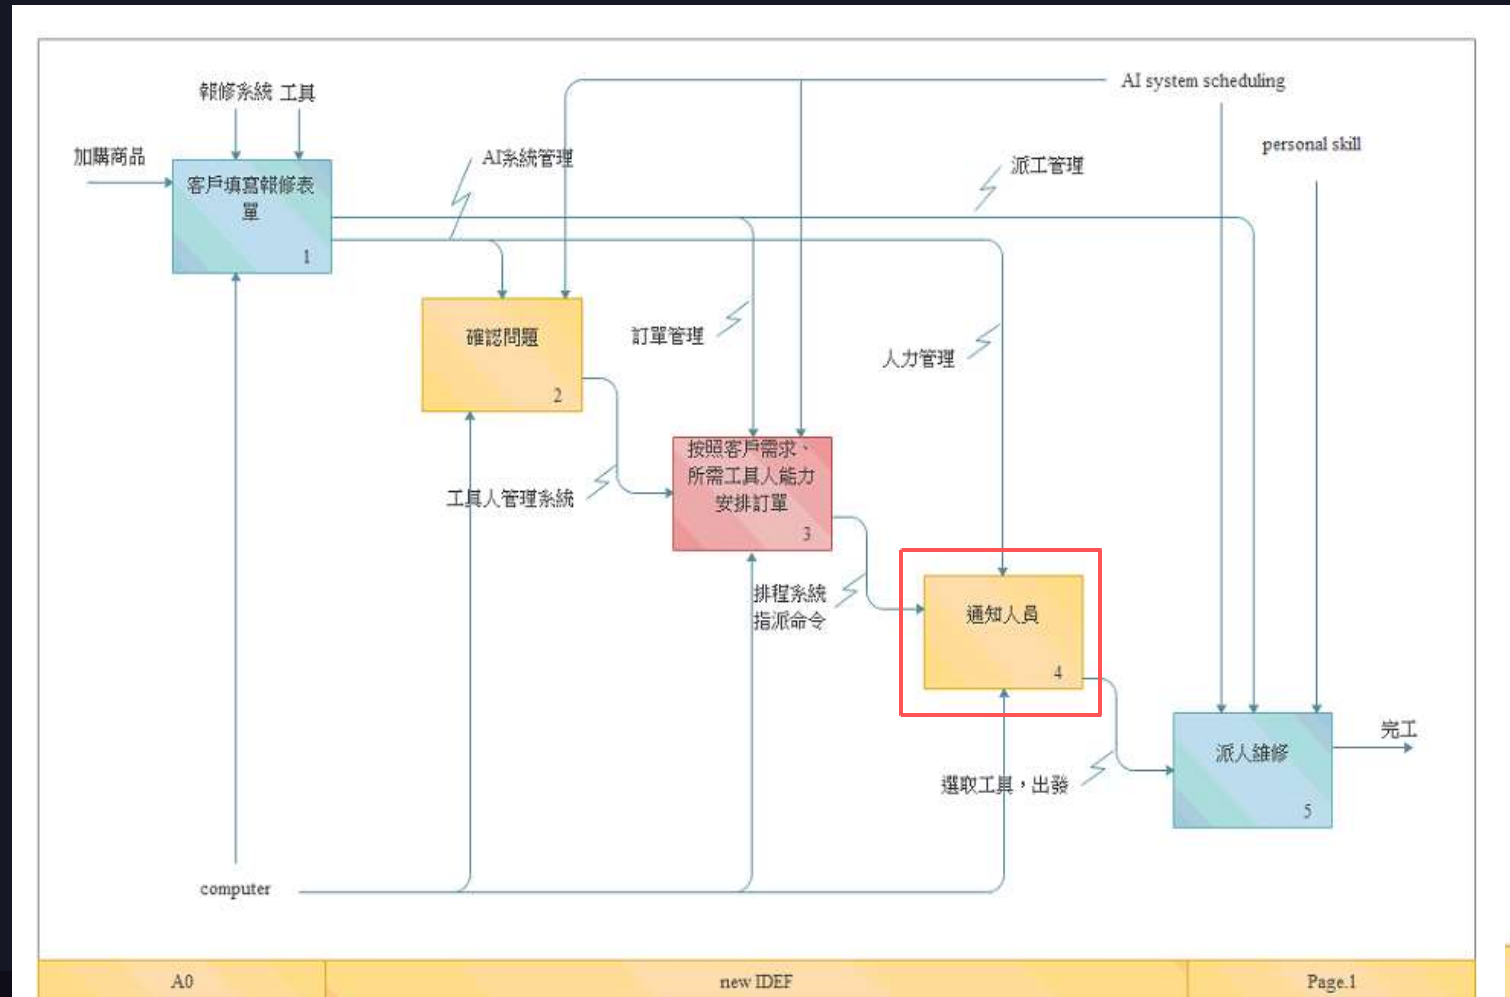 AI system scheduling
報修系統 工具
personal skill
加購商品
AI系統管理
派工管理
客戶填寫報修表
單
1
確認問題
2
訂單管理
人力管理
按照客戶需求、
所需工具人能力
安排訂單
3
工具人管理系統
排程系統
指派命令
通知人員
4
派人維修
5
完工
選取工具，出發
computer
A0
new IDEF
Page.1